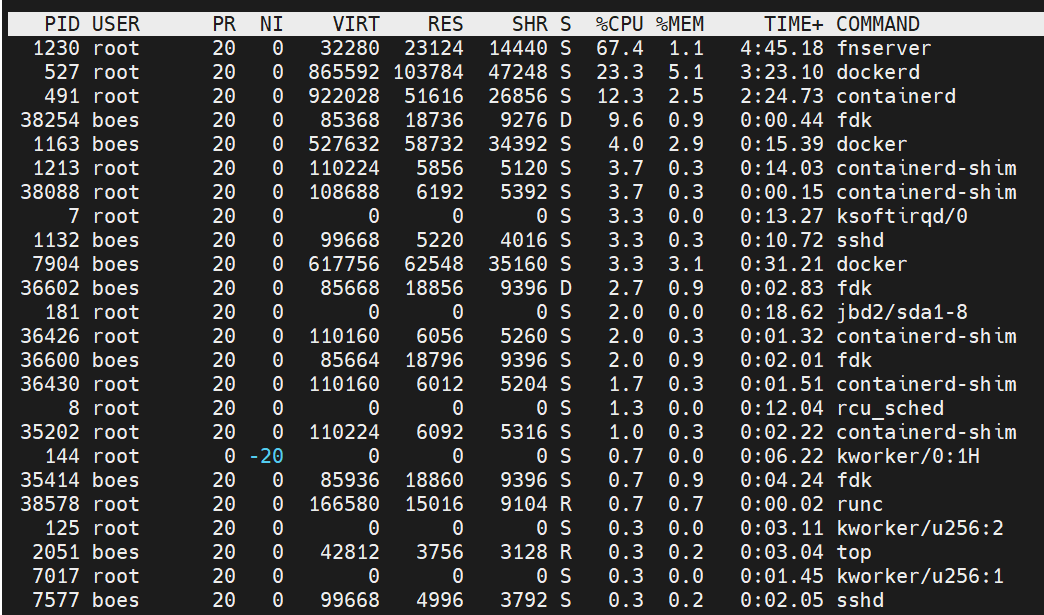 PID USER PR NI VIRT RES SHR S %CPU %MEM TIME+ COMMAND
1230 root 20 0 32280 23124 14440 S 67.4 1.1 4:45.18 fnserver
527 root 20 0 865592 103784 47248 S 23.3 5.1 3:23.10 dockerd
491 root 20 0 922028 51616 26856 S 12.3 2.5 2:24.73 containerd
38254 boes 20 0 85368 18736 9276 D 9.6 0.9 0:00.44 fdk
1163 boes 20 0 527632 58732 34392 S 4.0 2.9 0:15.39 docker
1213 root 20 0 110224 5856 5120 S 3.7 0.3 0:14.03 containerd-shim
38088 root 20 0 108688 6192 5392 S 3.7 0.3 0:00.15 containerd-shim
7 root 20 0 0 0 0 S 3.3 0.0 0:13.27 ksoftirqd/0
1132 boes 20 0 99668 5220 4016 S 3.3 0.3 0:10.72 sshd
7904 boes 20 0 617756 62548 35160 S 3.3 3.1 0:31.21 docker
36602 boes 20 0 85668 18856 9396 D 2.7 0.9 0:02.83 fdk
181 root 20 0 0 0 0 S 2.0 0.0 0:18.62 jbd2/sda1-8
36426 root 20 0 110160 6056 5260 S 2.0 0.3 0:01.32 containerd-shim
36600 boes 20 0 85664 18796 9396 S 2.0 0.9 0:02.01 fdk
36430 root 20 0 110160 6012 5204 S 1.7 0.3 0:01.51 containerd-shim
8 root 20 0 0 0 0 S 1.3 0.0 0:12.04 rcu_sched
35202 root 20 0 110224 6092 5316 S 1.0 0.3 0:02.22 containerd-shim
144 root 0 -20 0 0 0 S 0.7 0.0 0:06.22 kworker/0:1H
35414 boes 20 0 85936 18860 9396 S 0.7 0.9 0:04.24 fdk
38578 root 20 0 166580 15016 9104 R 0.7 0.7 0:00.02 runc
125 root 20 0 0 0 0 S 0.3 0.0 0:03.11 kworker/u256:2
2051 boes 20 0 42812 3756 3128 R 0.3 0.2 0:03.04 top
7017 root 20 0 0 0 0 S 0.3 0.0 0:01.45 kworker/u256:1
7577 boes 20 0 99668 4996 3792 S 0.3 0.2 0:02.05 sshd